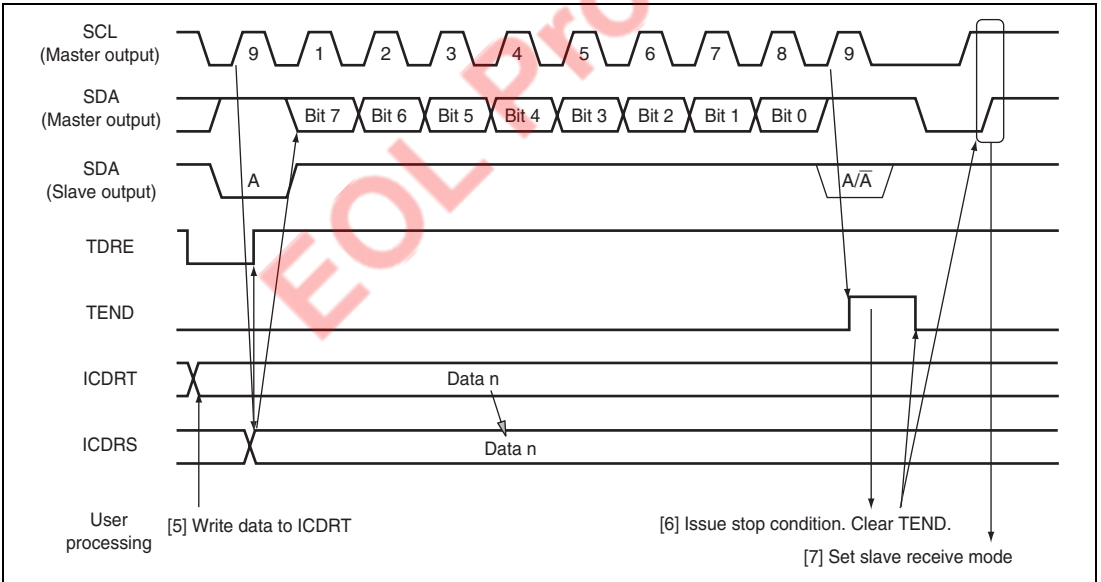 SCL
(Master output)
9 1 2 3 4 5 6 7 8 9
SDA
(Master output)
Bit 7 Bit 6 Bit 5 Bit 4 Bit 3 Bit 2 Bit 1 Bit 0
SDA
(Slave output)
A A/A̅
TDRE
TEND
ICDRT
Data n
ICDRS
Data n
User
processing
[5] Write data to ICDRT
[6] Issue stop condition. Clear TEND.
[7] Set slave receive mode
EOL Pro